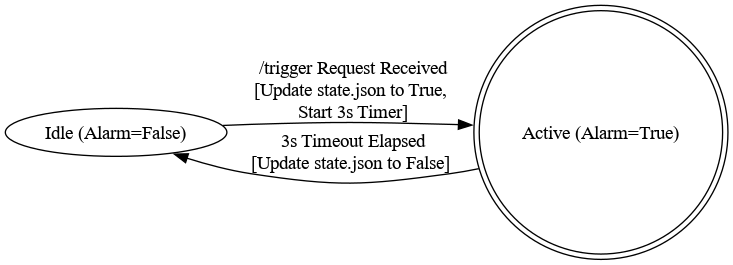 /trigger Request Received
[Update state.json to True,
Start 3s Timer]
Idle (Alarm=False)
Active (Alarm=True)
3s Timeout Elapsed
[Update state.json to False]